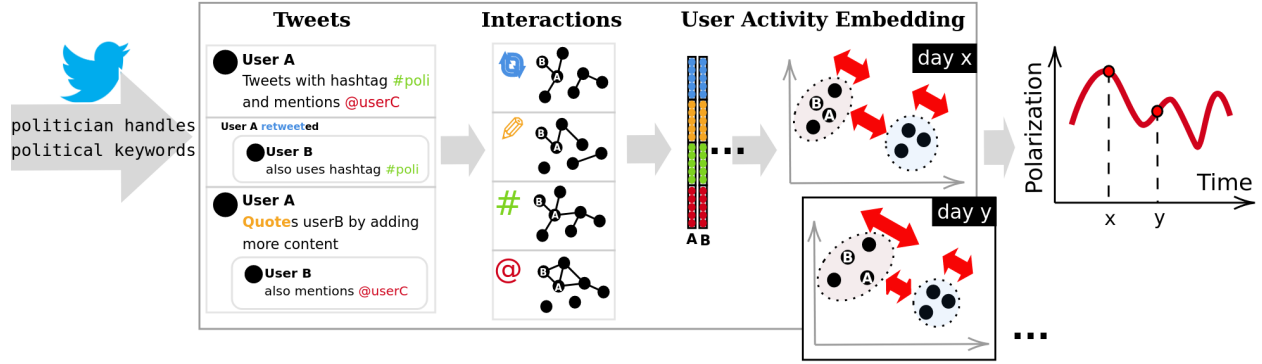 politician handles
political keywords
Tweets
User A
Tweets with hashtag #poli
and mentions @userC
User A retweeted
User B
also uses hashtag #poli
User A
Quotes userB by adding
more content
User B
also mentions @userC
Interactions
B
A
B
A
#
B
A
@
B
A
User Activity Embedding
...
A B
day x
B
A
day y
B
A
...
Polarization
Time
x
y